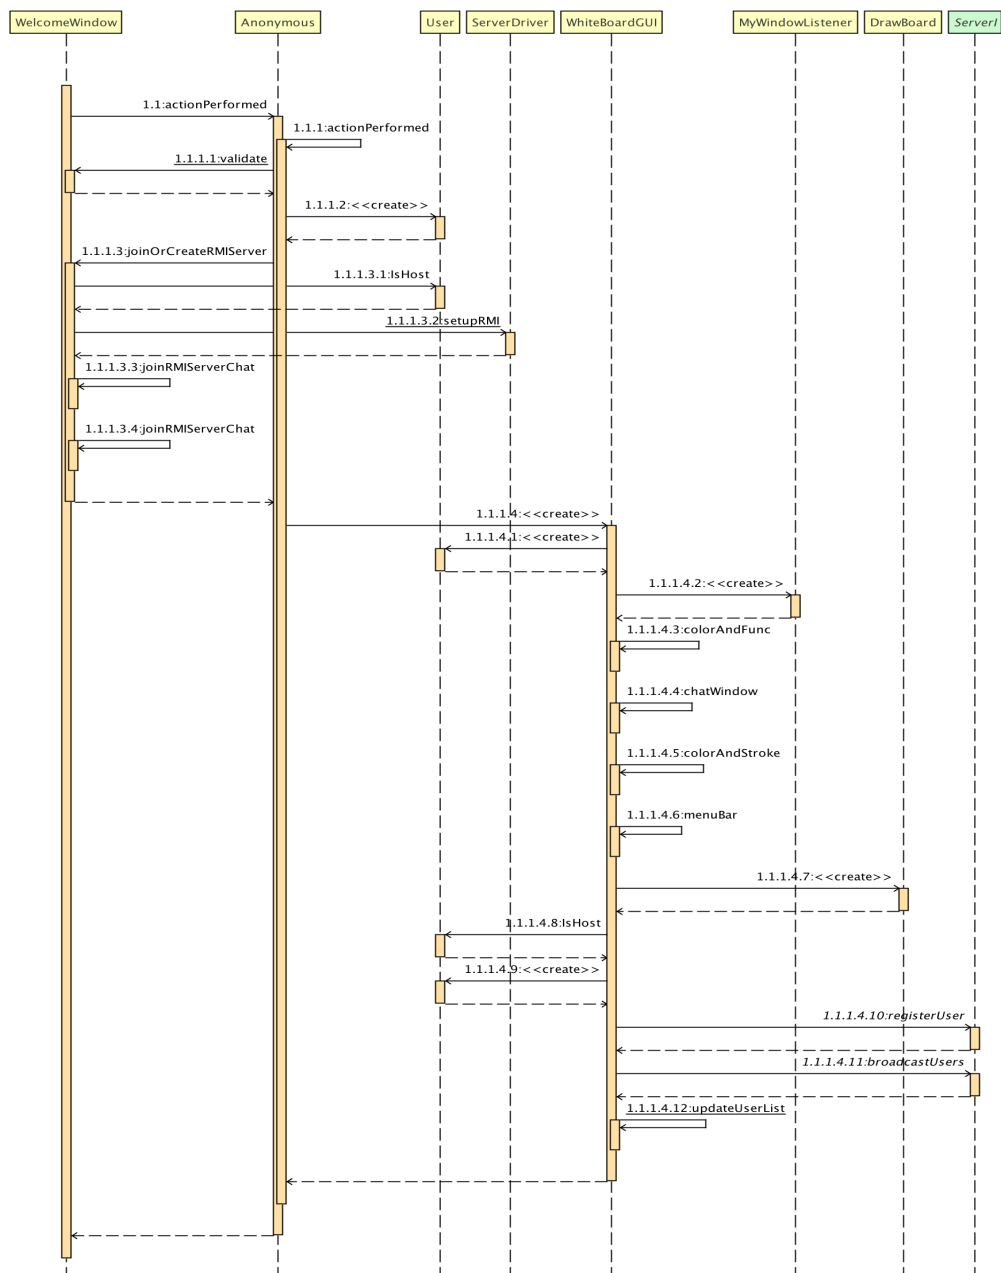 WelcomeWindow Anonymous User ServerDriver WhiteBoardGUI MyWindowListener DrawBoard ServerI
1.1:actionPerformed
1.1.1:actionPerformed
1.1.1.1:validate
1.1.1.2:<<create>>
1.1.1.3:joinOrCreateRMIServer
1.1.1.3.1:IsHost
1.1.1.3.2:setupRMI
1.1.1.3.3:joinRMIServerChat
1.1.1.3.4:joinRMIServerChat
1.1.1.4:<<create>>
1.1.1.4.1:<<create>>
1.1.1.4.2:<<create>>
1.1.1.4.3:colorAndFunc
1.1.1.4.4:chatWindow
1.1.1.4.5:colorAndStroke
1.1.1.4.6:menuBar
1.1.1.4.7:<<create>>
1.1.1.4.8:IsHost
1.1.1.4.9:<<create>>
1.1.1.4.10:registerUser
1.1.1.4.11:broadcastUsers
1.1.1.4.12:updateUserList